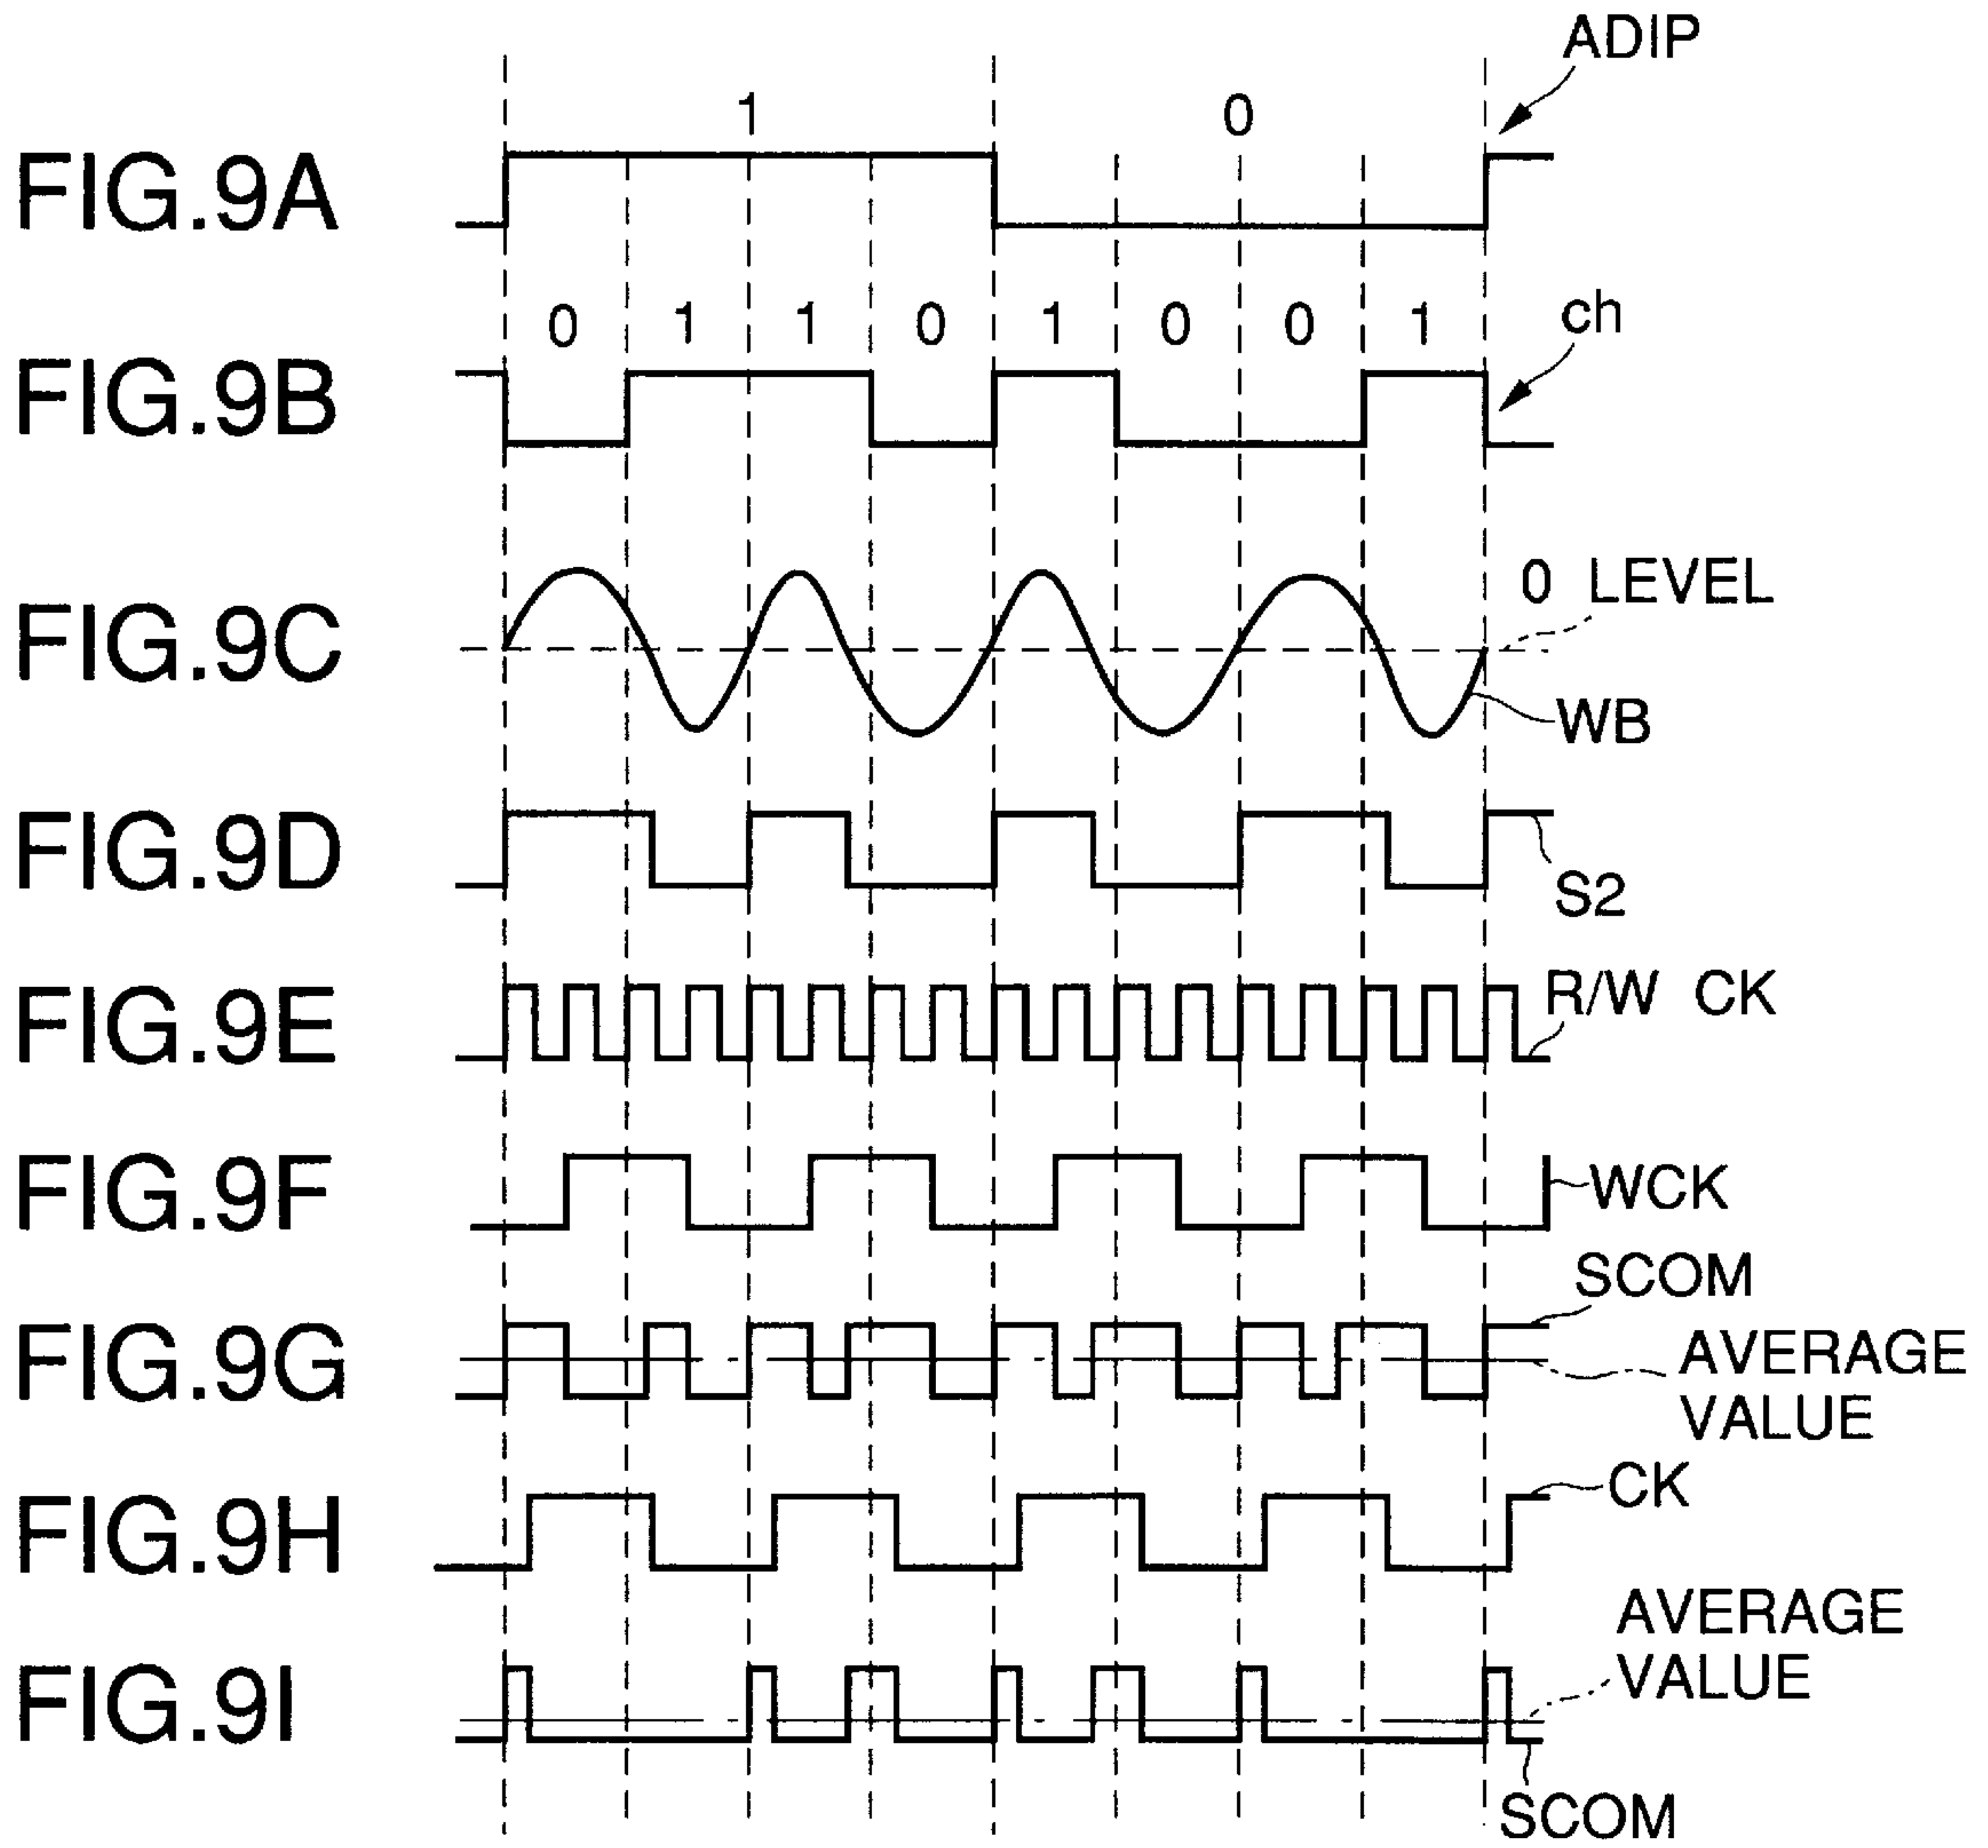 ADIP
1 0
FIG.9A
0 1 1 0 1 0 0 1 ch
FIG.9B
0 LEVEL
FIG.9C
WB
FIG.9D
S2
FIG.9E
R/W CK
FIG.9F
WCK
SCOM
FIG.9G
AVERAGE
VALUE
CK
FIG.9H
AVERAGE
VALUE
FIG.9I
SCOM